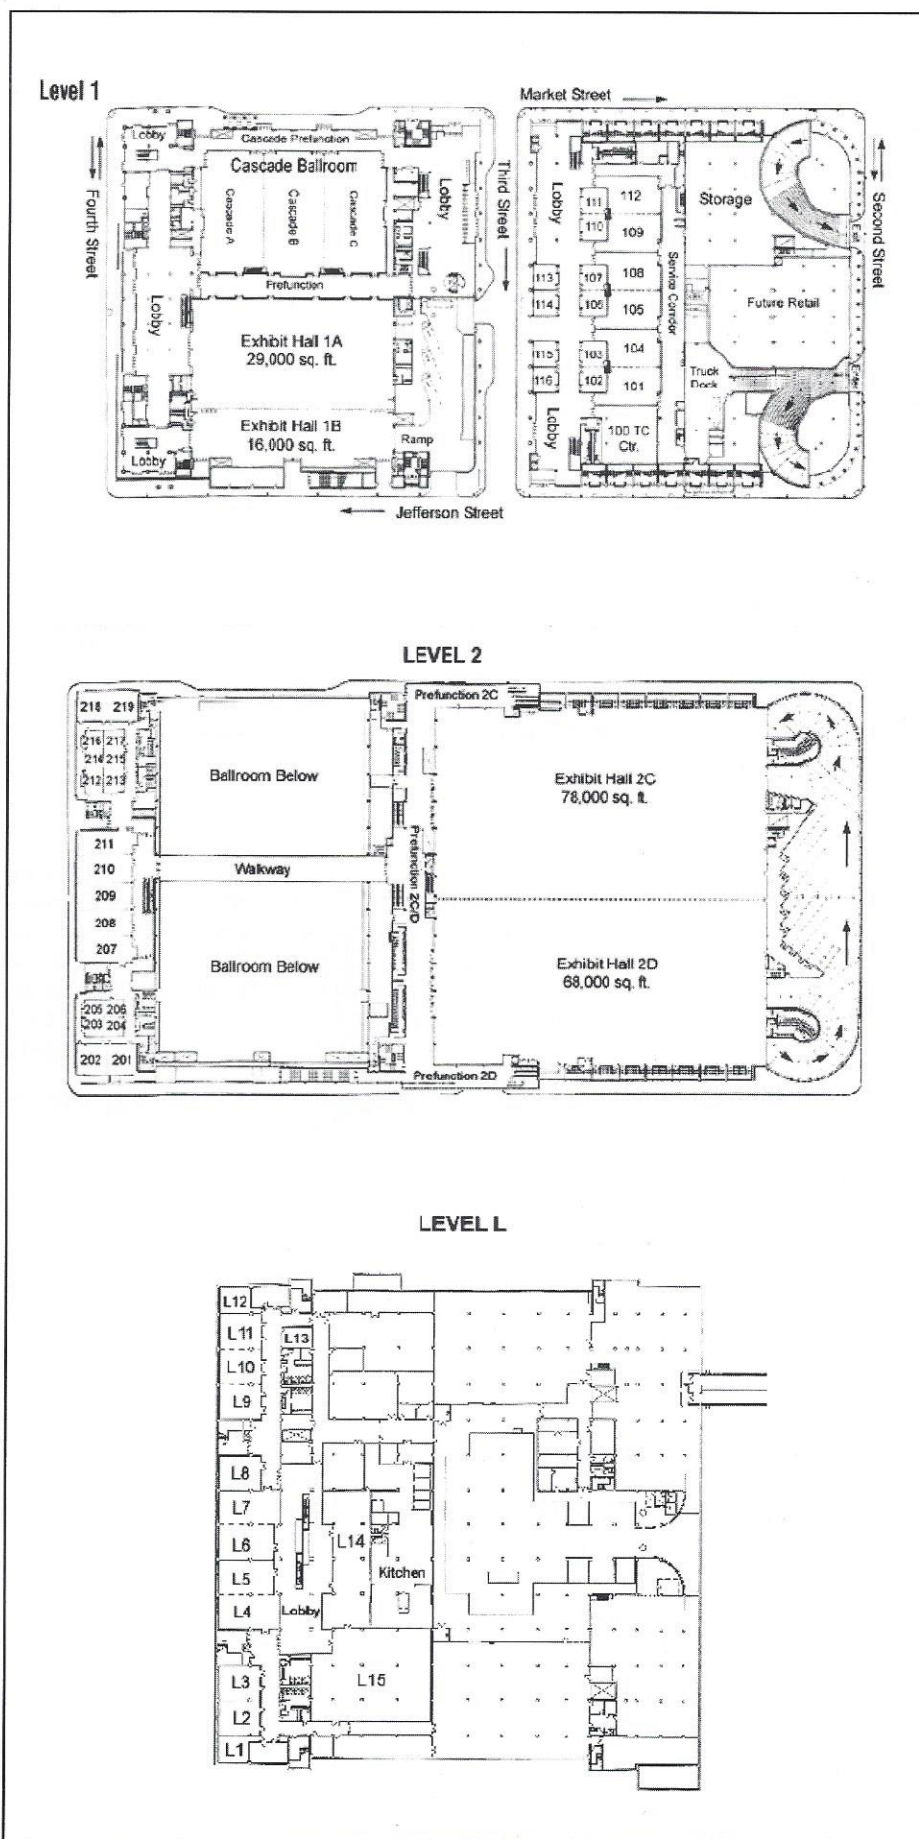 Level 1
Market Street
Lobby
Cascade Prefunction
Cascade Ballroom
Cascade A
Cascade B
Cascade C
Lobby
Fourth Street
Third Street
Prefunction
Lobby
Exhibit Hall 1A
29,000 sq. ft.
Exhibit Hall 1B
16,000 sq. ft.
Ramp
Lobby
Jefferson Street
Lobby
111
112
110
109
Storage
Second Street
Exit
113
107
108
114
106
105
Service Corridor
Future Retail
115
103
104
116
102
101
Truck
Dock
Enter
Lobby
100 TC
Ctr.
LEVEL 2
Prefunction 2C
218 219
216 217
214 215
212 213
Ballroom Below
Exhibit Hall 2C
78,000 sq. ft.
211
210
Walkway
Prefunction 2C/D
209
208
207
Ballroom Below
Exhibit Hall 2D
68,000 sq. ft.
205 206
203 204
202 201
Prefunction 2D
LEVEL L
L12
L11
L13
L10
L9
L8
L7
L6
L14
L5
Kitchen
L4
Lobby
L3
L15
L2
L1